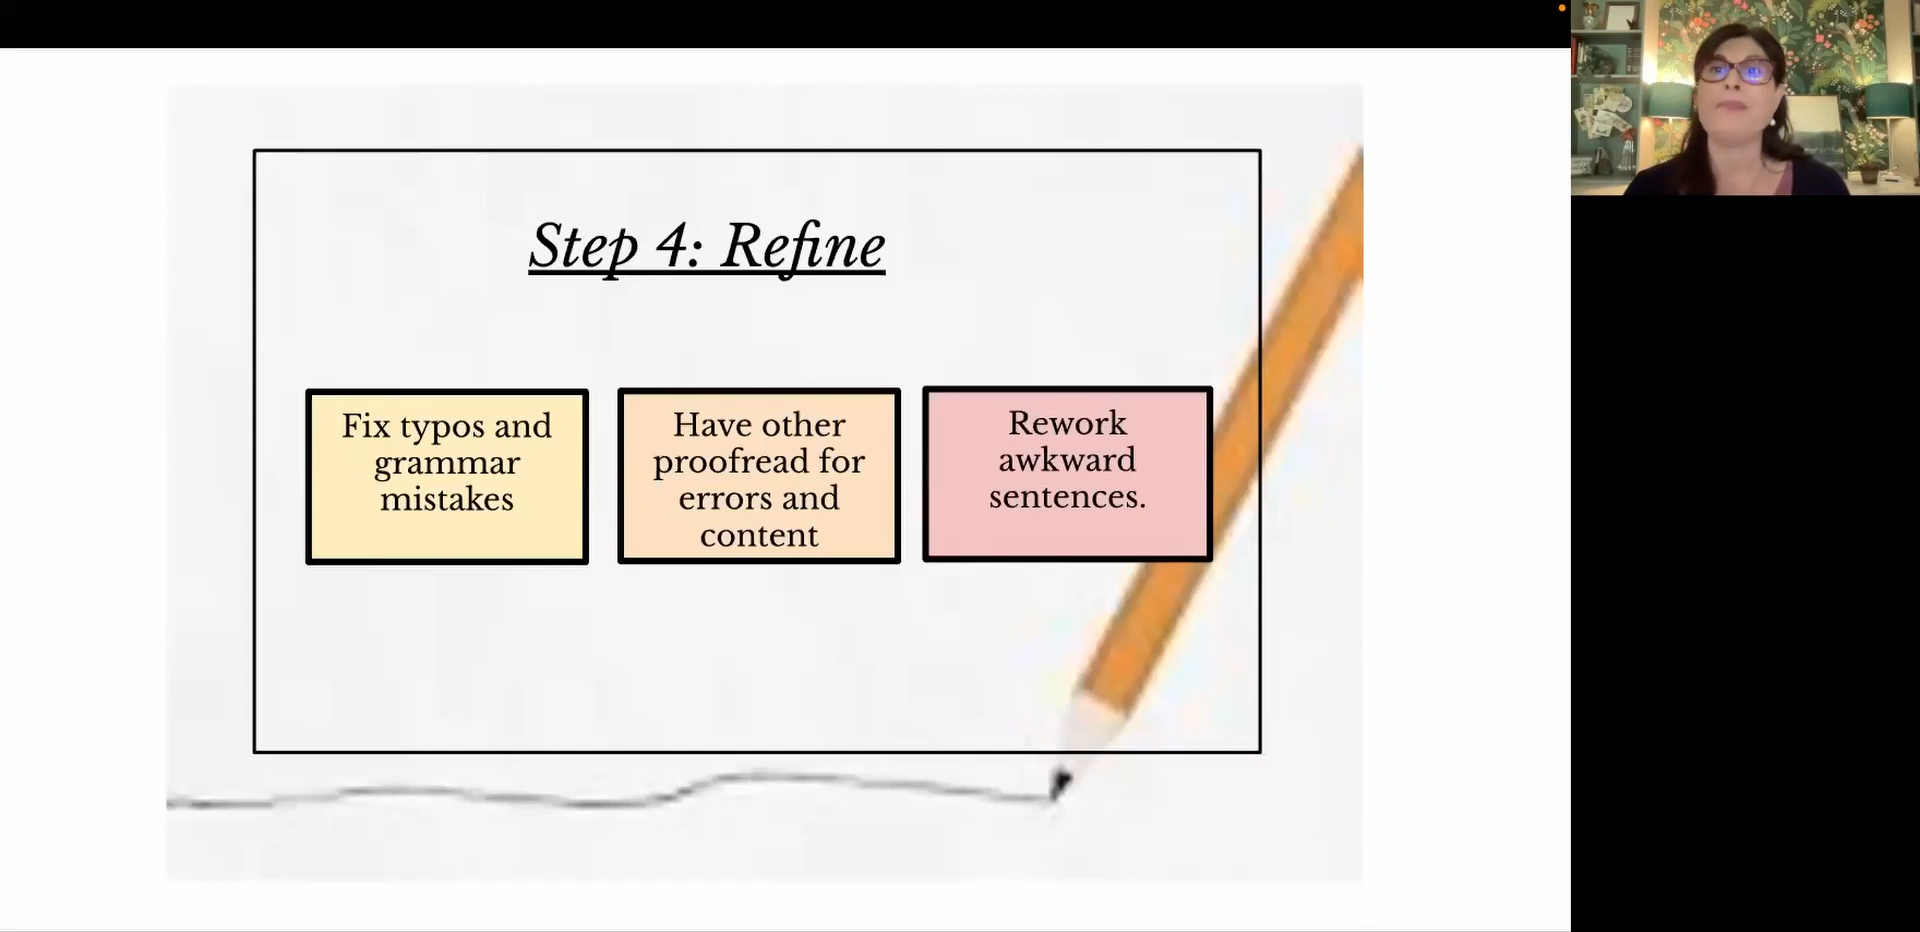 Step 4: Refine
Fix typos and
grammar
mistakes
Have other
proofread for
errors and
content
Rework
awkward
sentences.